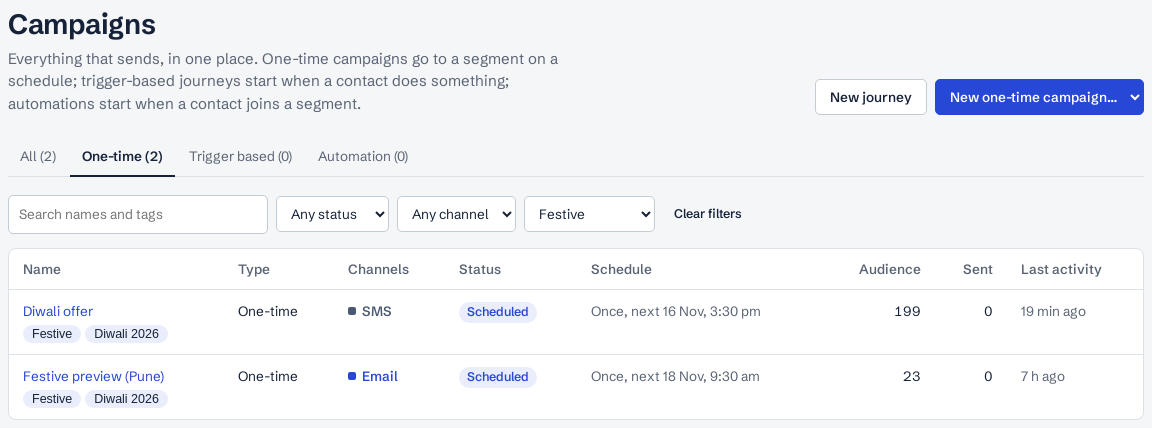 Campaigns
Everything that sends, in one place. One-time campaigns go to a segment on a
schedule; trigger-based journeys start when a contact does something;
automations start when a contact joins a segment.
New journey
New one-time campaign...
All (2)
One-time (2)
Trigger based (0)
Automation (0)
Search names and tags
Any status
Any channel
Festive
Clear filters
Name Type Channels Status Schedule Audience Sent Last activity
Diwali offer One-time SMS Scheduled Once, next 16 Nov, 3:30 pm 199 0 19 min ago
Festive Diwali 2026
Festive preview (Pune) One-time Email Scheduled Once, next 18 Nov, 9:30 am 23 0 7 h ago
Festive Diwali 2026